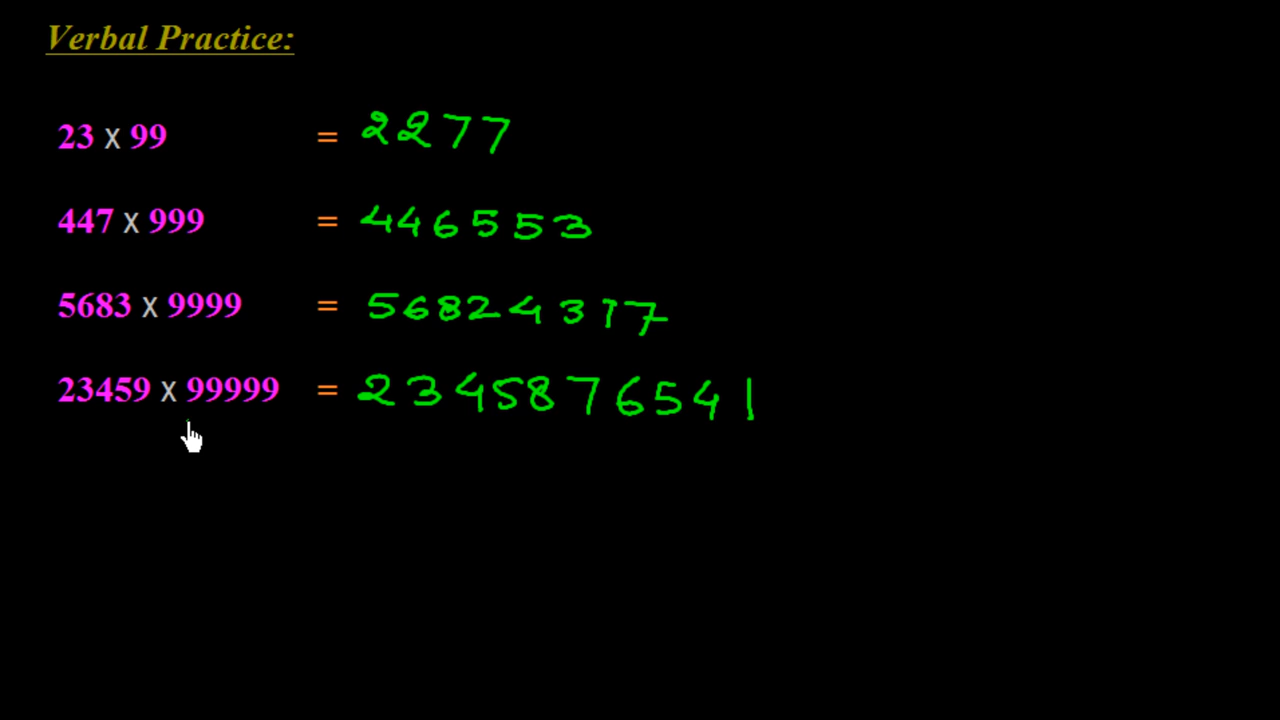 Verbal Practice:
23 x 99 = 2277
447 x 999 = 446553
5683 x 9999 = 56824317
23459 x 99999 = 2345876541